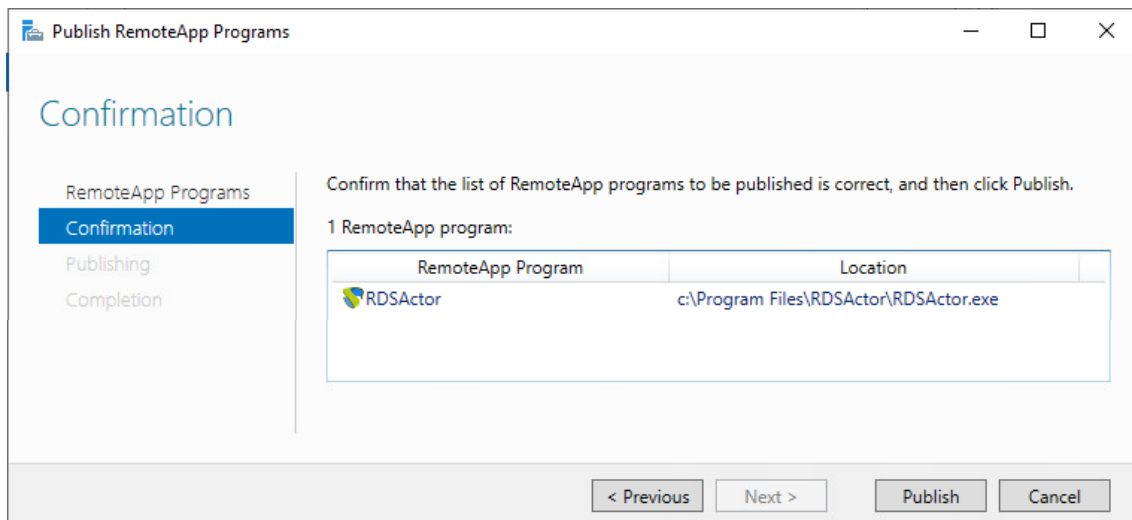 Publish RemoteApp Programs
Confirmation
RemoteApp Programs
Confirmation
Publishing
Completion
Confirm that the list of RemoteApp programs to be published is correct, and then click Publish.
1 RemoteApp program:
RemoteApp Program Location
RDSActor c:\Program Files\RDSActor\RDSActor.exe
< Previous Next > Publish Cancel